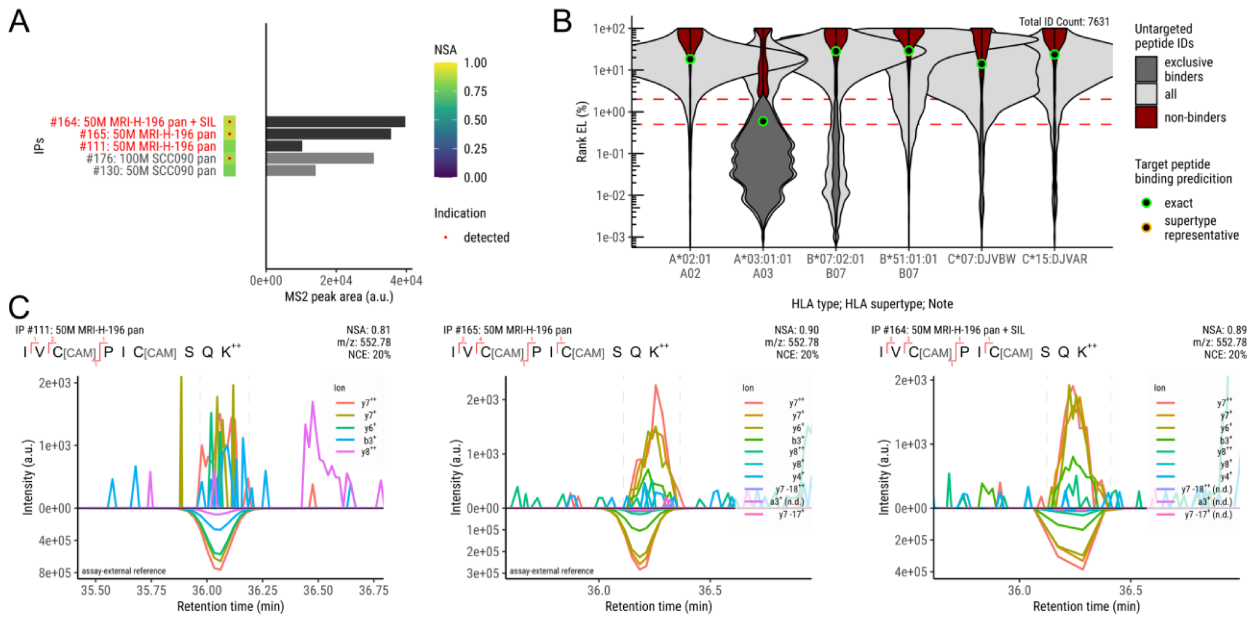 A
NSA
1.00
0.75
0.50
0.25
0.00
Indication
detected
IPs
#164: 50M MRI-H-196 pan + SIL
#165: 50M MRI-H-196 pan
#111: 50M MRI-H-196 pan
#176: 100M SCC090 pan
#130: 50M SCC090 pan
0e+00 2e+04 4e+04
MS2 peak area (a.u.)
B
Total ID Count: 7631
Rank EL (%)
1e+02
1e+01
1e+00
1e-01
1e-02
1e-03
A*02:01 A*03:01:01 B*07:02:01 B*51:01:01 C*07:DJVBW C*15:DJVAR
A02 A03 B07 B07
HLA type; HLA supertype; Note
Untargeted
peptide IDs
exclusive
binders
all
non-binders
Target peptide
binding predicition
exact
supertype
representative
C
IP #111: 50M MRI-H-196 pan
NSA: 0.81
m/z: 552.78
NCE: 20%
I V C[CAM] P I C[CAM] S Q K++
Intensity (a.u.)
2e+03
1e+03
0e+00
4e+05
8e+05
Ion
y7++
y7+
y6+
b3+
y8++
assay-external reference
35.50 35.75 36.00 36.25 36.50 36.75
Retention time (min)
IP #165: 50M MRI-H-196 pan
NSA: 0.90
m/z: 552.78
NCE: 20%
I V C[CAM] P I C[CAM] S Q K++
Intensity (a.u.)
2e+03
1e+03
0e+00
1e+05
2e+05
3e+05
Ion
y7++
y7+
y6+
b3+
y8++
y8+
y4+
y7-18++
a3+ (n.d.)
y7-17+
assay-external reference
36.0 36.5
Retention time (min)
IP #164: 50M MRI-H-196 pan + SIL
NSA: 0.89
m/z: 552.78
NCE: 20%
I V C[CAM] P I C[CAM] S Q K++
Intensity (a.u.)
2e+03
1e+03
0e+00
2e+05
4e+05
Ion
y7++
y7+
y6+
b3+
y8++
y8+
y4+
y7-18++ (n.d.)
a3+ (n.d.)
y7-17+ (n.d.)
36.0 36.5
Retention time (min)